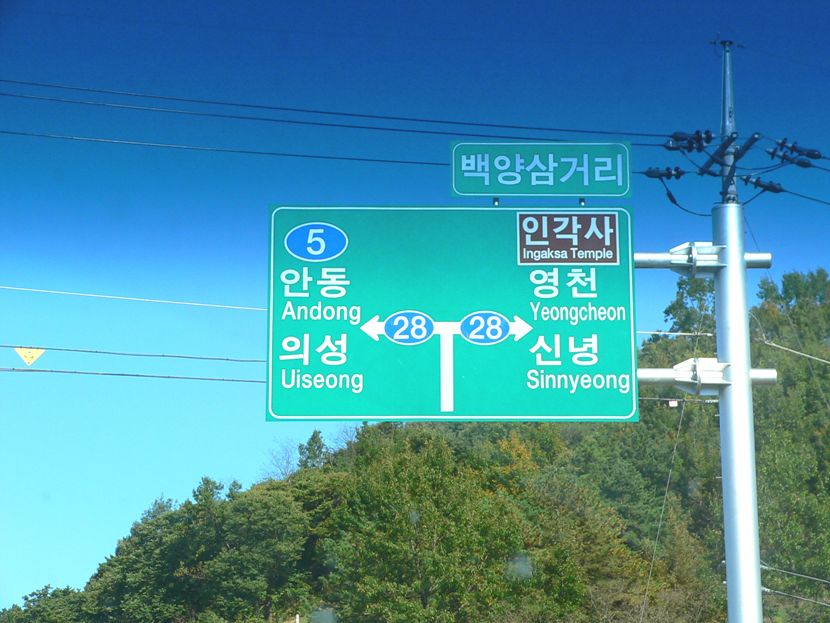 백양삼거리
5
인각사
Ingaksa Temple
안동
Andong
영천
Yeongcheon
28
28
의성
Uiseong
신녕
Sinnyeong